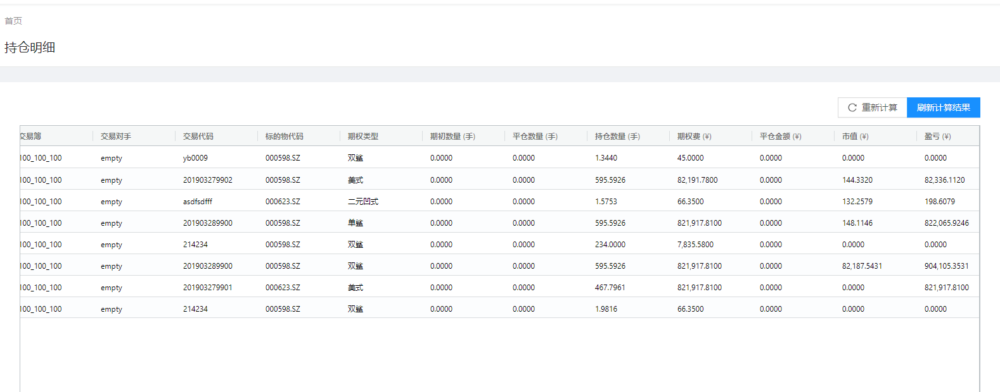 首页
持仓明细
重新计算 刷新计算结果
交易簿 交易对手 交易代码 标的物代码 期权类型 期初数量 (手) 平仓数量 (手) 持仓数量 (手) 期权费 (¥) 平仓金额 (¥) 市值 (¥) 盈亏 (¥)
100_100_100 empty yb0009 000598.SZ 双鲨 0.0000 0.0000 1.3440 45.0000 0.0000 0.0000 0.0000
100_100_100 empty 201903279902 000598.SZ 美式 0.0000 0.0000 595.5926 82,191.7800 0.0000 144.3320 82,336.1120
100_100_100 empty asdfsdfff 000623.SZ 二元凹式 0.0000 0.0000 1.5753 66.3500 0.0000 132.2579 198.6079
100_100_100 empty 201903289900 000598.SZ 单鲨 0.0000 0.0000 595.5926 821,917.8100 0.0000 148.1146 822,065.9246
100_100_100 empty 214234 000598.SZ 双鲨 0.0000 0.0000 234.0000 7,835.5800 0.0000 0.0000 0.0000
100_100_100 empty 201903289900 000598.SZ 双鲨 0.0000 0.0000 595.5926 821,917.8100 0.0000 82,187.5431 904,105.3531
100_100_100 empty 201903279901 000623.SZ 美式 0.0000 0.0000 467.7961 821,917.8100 0.0000 0.0000 821,917.8100
100_100_100 empty 214234 000598.SZ 双鲨 0.0000 0.0000 1.9816 66.3500 0.0000 0.0000 0.0000